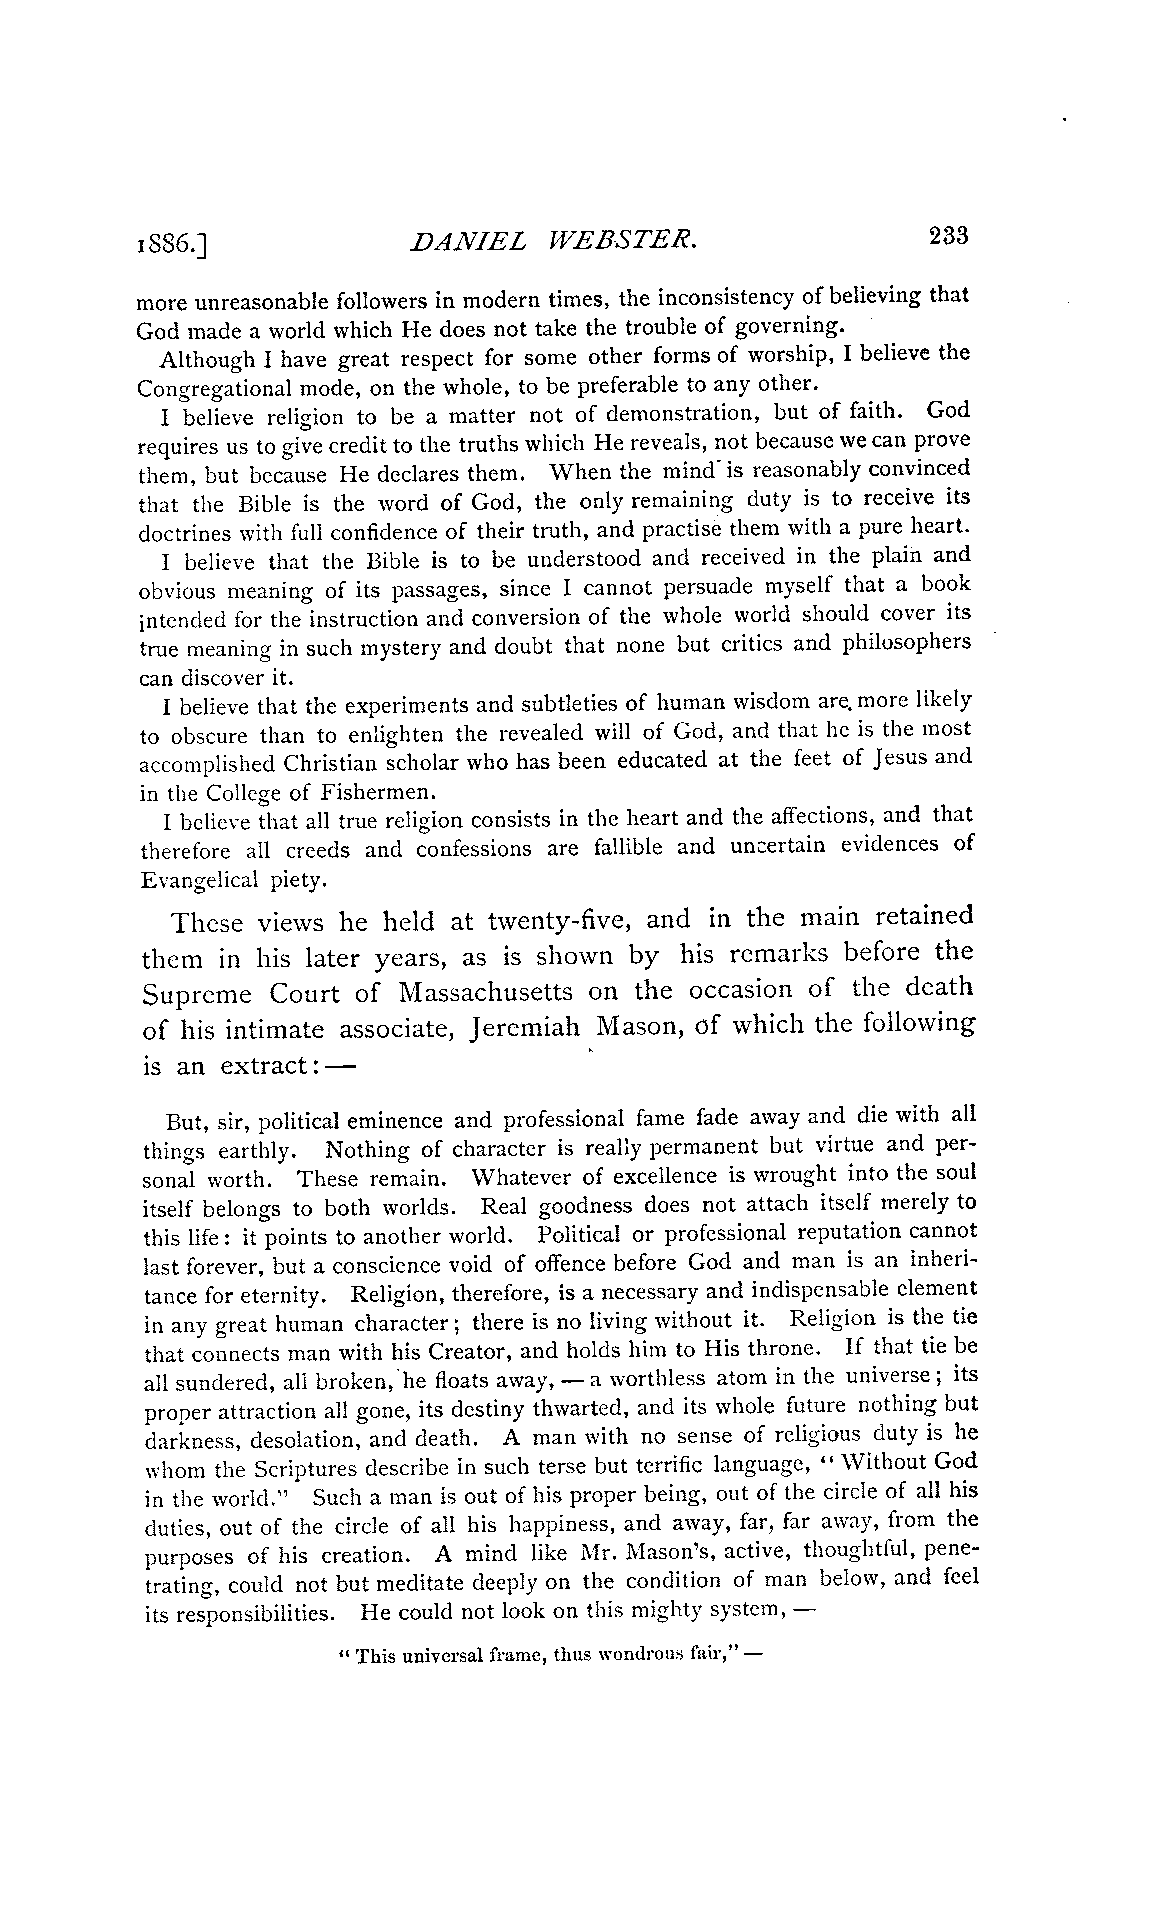 1886.] DANIEL WEBSTER. 233
more unreasonable followers in modern times, the inconsistency of believing that
God made a world which He does not take the trouble of governing.
Although I have great respect for some other forms of worship, I believe the
Congregational mode, on the whole, to be preferable to any other.
I believe religion to be a matter not of demonstration, but of faith. God
requires us to give credit to the truths which He reveals, not because we can prove
them, but because He declares them. When the mind is reasonably convinced
that the Bible is the word of God, the only remaining duty is to receive its
doctrines with full confidence of their truth, and practise them with a pure heart.
I believe that the Bible is to be understood and received in the plain and
obvious meaning of its passages, since I cannot persuade myself that a book
intended for the instruction and conversion of the whole world should cover its
true meaning in such mystery and doubt that none but critics and philosophers
can discover it.
I believe that the experiments and subtleties of human wisdom are more likely
to obscure than to enlighten the revealed will of God, and that he is the most
accomplished Christian scholar who has been educated at the feet of Jesus and
in the College of Fishermen.
I believe that all true religion consists in the heart and the affections, and that
therefore all creeds and confessions are fallible and uncertain evidences of
Evangelical piety.
These views he held at twenty-five, and in the main retained
them in his later years, as is shown by his remarks before the
Supreme Court of Massachusetts on the occasion of the death
of his intimate associate, Jeremiah Mason, of which the following
is an extract: —
But, sir, political eminence and professional fame fade away and die with all
things earthly. Nothing of character is really permanent but virtue and per-
sonal worth. These remain. Whatever of excellence is wrought into the soul
itself belongs to both worlds. Real goodness does not attach itself merely to
this life: it points to another world. Political or professional reputation cannot
last forever, but a conscience void of offence before God and man is an inheri-
tance for eternity. Religion, therefore, is a necessary and indispensable element
in any great human character; there is no living without it. Religion is the tie
that connects man with his Creator, and holds him to His throne. If that tie be
all sundered, all broken, he floats away, — a worthless atom in the universe; its
proper attraction all gone, its destiny thwarted, and its whole future nothing but
darkness, desolation, and death. A man with no sense of religious duty is he
whom the Scriptures describe in such terse but terrific language, "Without God
in the world." Such a man is out of his proper being, out of the circle of all his
duties, out of the circle of all his happiness, and away, far, far away, from the
purposes of his creation. A mind like Mr. Mason's, active, thoughtful, pene-
trating, could not but meditate deeply on the condition of man below, and feel
its responsibilities. He could not look on this mighty system, —
"This universal frame, thus wondrous fair," —